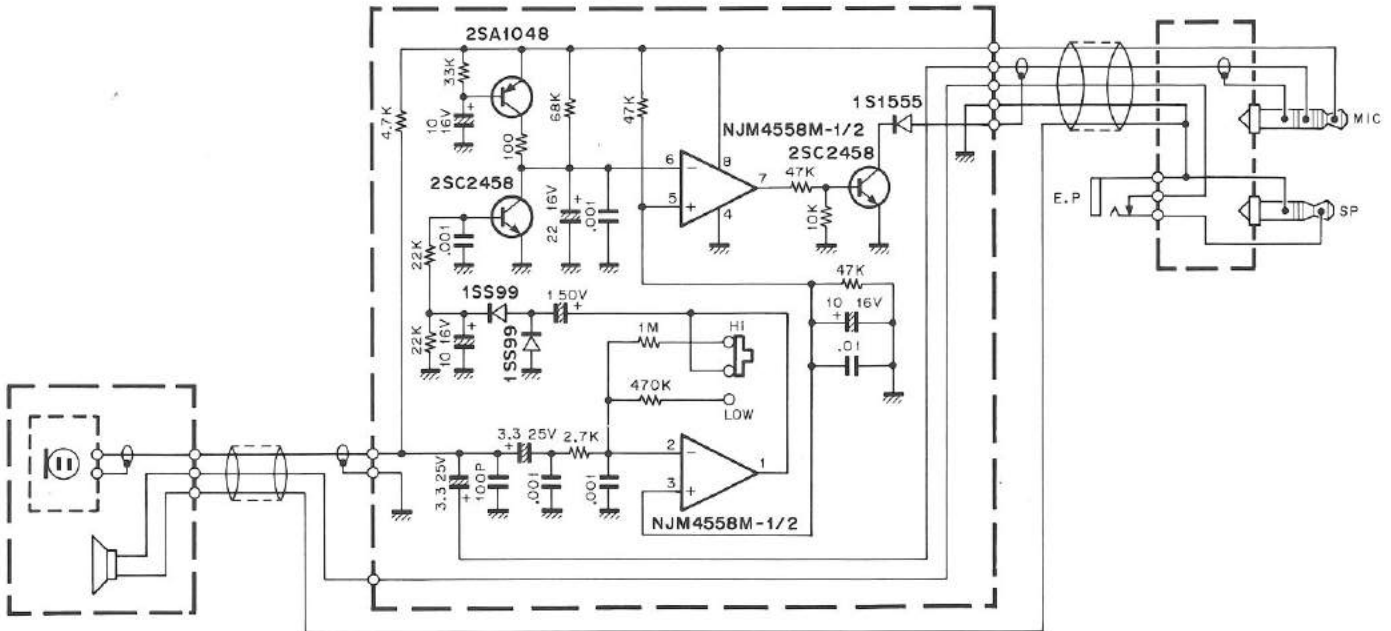 2SA1048
33K
10
16V
+
4.7K
100
68K
47K
NJM4558M-1/2
1S1555
2SC2458
MIC
2SC2458
6
-
8
7
47K
5
+
4
10K
E.P
SP
.001
22K
22 16V
+
.001
1SS99
1 50V
+
47K
22K
10 16V
+
1SS99
1M
HI
10 16V
+
.01
470K
LOW
3.3 25V
+
2.7K
2
-
1
3.3 25V
+
100P
.001
.001
3
+
NJM4558M-1/2